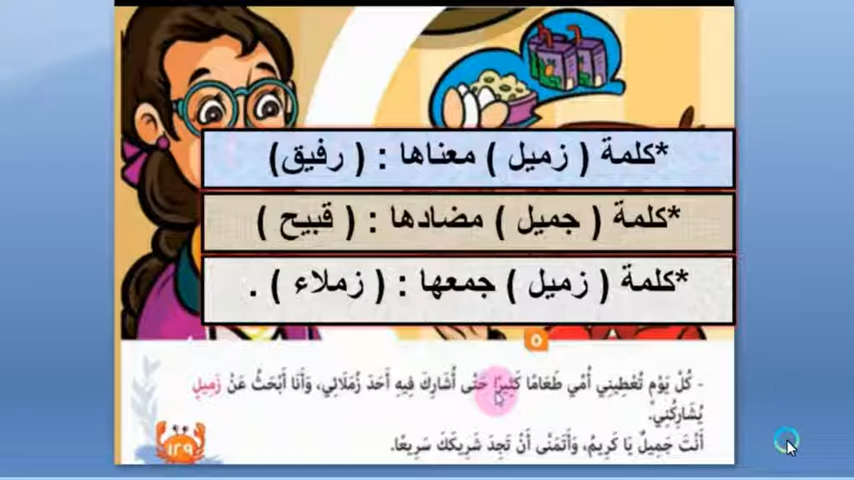 *كلمة ( زميل ) معناها : ( رفيق)
*كلمة ( جميل ) مضادها : ( قبيح )
*كلمة ( زميل ) جمعها : ( زملاء ) .
٥
- كُلَّ يَوْمٍ تُعْطِينِي أُمِّي طَعَامًا كَثِيرًا حَتَّى أُشَارِكَ فِيهِ أَحَدَ زُمَلَائِي، وَأَنَا أَبْحَثُ عَنْ زَمِيلٍ
يُشَارِكُنِي.
أَنْتَ جَمِيلٌ يَا كَرِيمُ، وَأَتَمَنَّى أَنْ تَجِدَ شَرِيكَكَ سَرِيعًا.
١٢٩